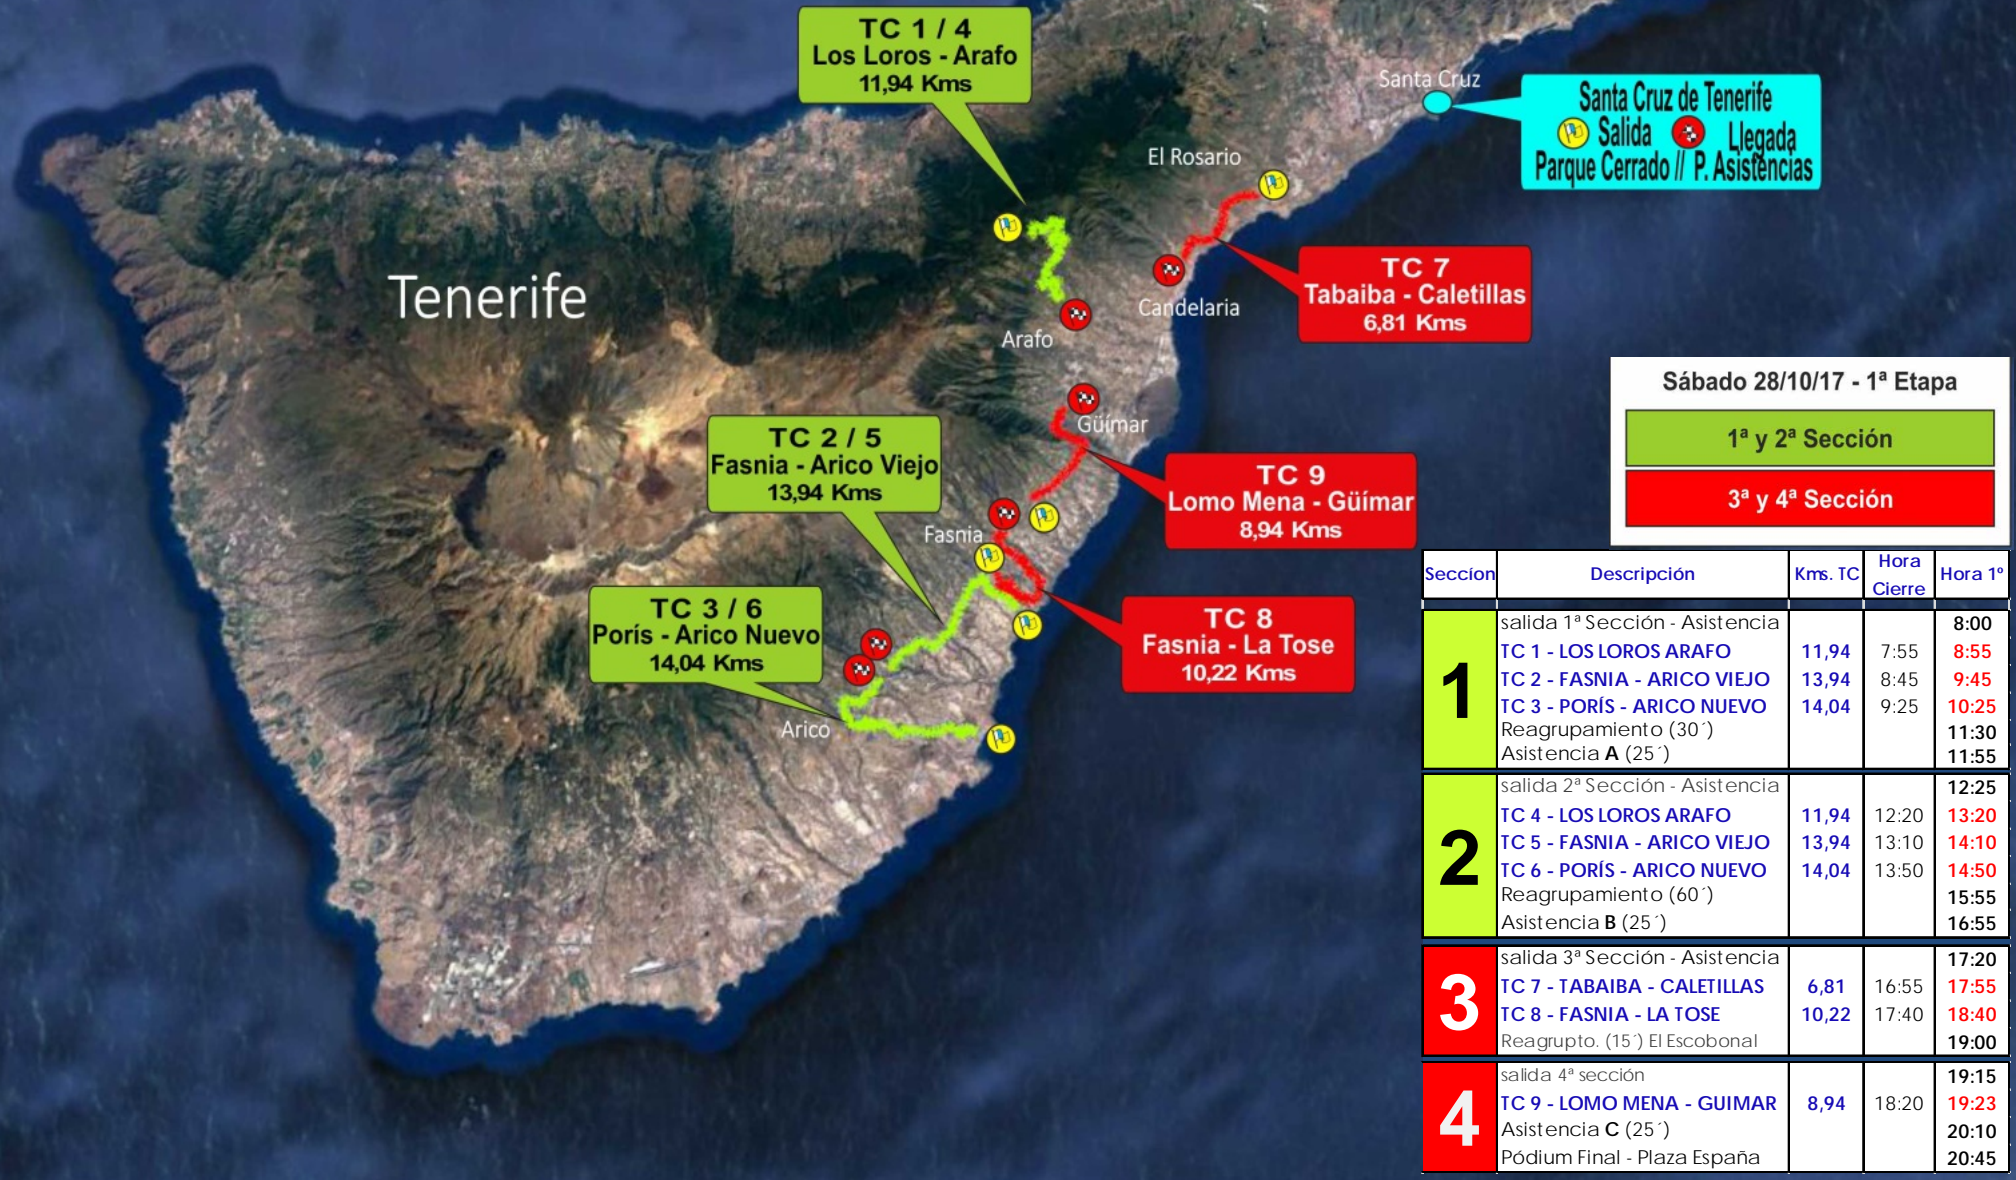 TC 1 / 4
Los Loros - Arafo
11,94 Kms
Santa Cruz
Santa Cruz de Tenerife
Salida Llegada
Parque Cerrado // P. Asistencias
El Rosario
Tenerife
TC 7
Tabaiba - Caletillas
6,81 Kms
Candelaria
Arafo
Sábado 28/10/17 - 1ª Etapa
1ª y 2ª Sección
3ª y 4ª Sección
Güímar
TC 2 / 5
Fasnia - Arico Viejo
13,94 Kms
TC 9
Lomo Mena - Güímar
8,94 Kms
Fasnia
TC 3 / 6
Porís - Arico Nuevo
14,04 Kms
TC 8
Fasnia - La Tose
10,22 Kms
Arico
Seccíon Descripción Kms. TC Hora Cierre Hora 1º
1
salida 1ª Sección - Asistencia 8:00
TC 1 - LOS LOROS ARAFO 11,94 7:55 8:55
TC 2 - FASNIA - ARICO VIEJO 13,94 8:45 9:45
TC 3 - PORÍS - ARICO NUEVO 14,04 9:25 10:25
Reagrupamiento (30´) 11:30
Asistencia A (25´) 11:55
2
salida 2ª Sección - Asistencia 12:25
TC 4 - LOS LOROS ARAFO 11,94 12:20 13:20
TC 5 - FASNIA - ARICO VIEJO 13,94 13:10 14:10
TC 6 - PORÍS - ARICO NUEVO 14,04 13:50 14:50
Reagrupamiento (60´) 15:55
Asistencia B (25´) 16:55
3
salida 3ª Sección - Asistencia 17:20
TC 7 - TABAIBA - CALETILLAS 6,81 16:55 17:55
TC 8 - FASNIA - LA TOSE 10,22 17:40 18:40
Reagrupto. (15´) El Escobonal 19:00
4
salida 4ª sección 19:15
TC 9 - LOMO MENA - GUIMAR 8,94 18:20 19:23
Asistencia C (25´) 20:10
Pódium Final - Plaza España 20:45